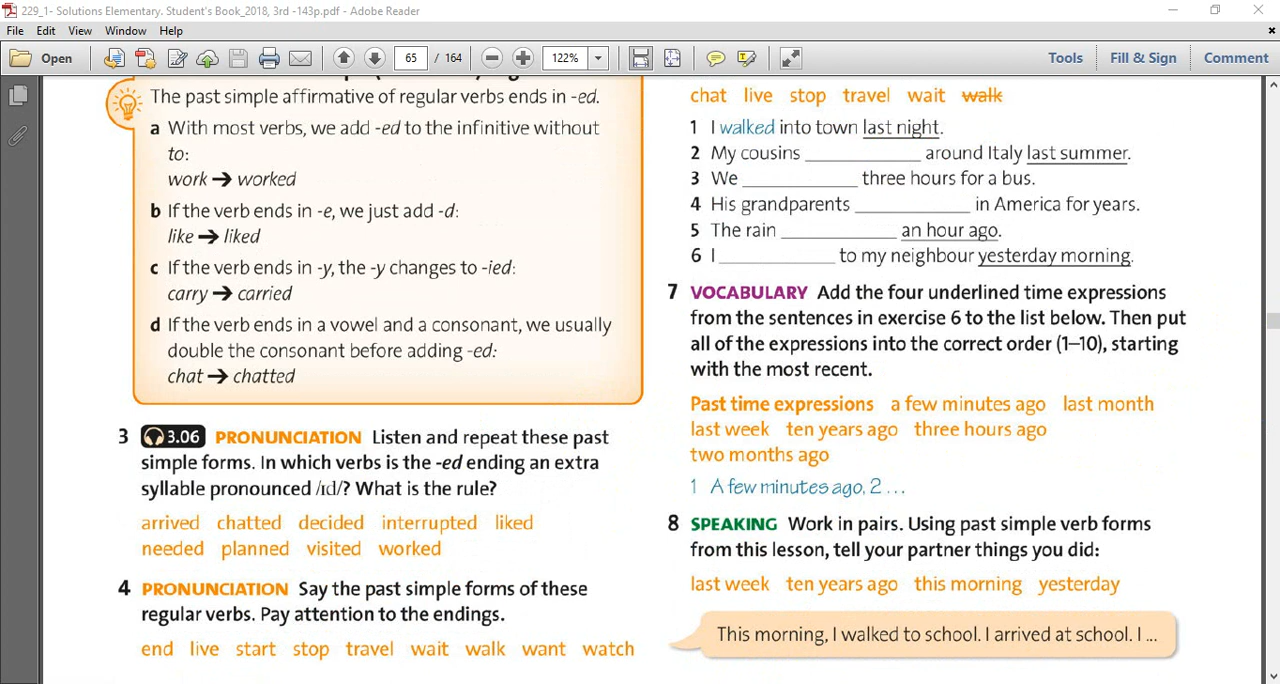 229_1- Solutions Elementary. Student's Book_2018, 3rd -143p.pdf - Adobe Reader
File Edit View Window Help
Open 65 / 164 122% Tools Fill & Sign Comment
The past simple affirmative of regular verbs ends in -ed.
a With most verbs, we add -ed to the infinitive without
to:
work → worked
b If the verb ends in -e, we just add -d:
like → liked
c If the verb ends in -y, the -y changes to -ied:
carry → carried
d If the verb ends in a vowel and a consonant, we usually
double the consonant before adding -ed:
chat → chatted
3 3.06 PRONUNCIATION Listen and repeat these past
simple forms. In which verbs is the -ed ending an extra
syllable pronounced /ɪd/? What is the rule?
arrived chatted decided interrupted liked
needed planned visited worked
4 PRONUNCIATION Say the past simple forms of these
regular verbs. Pay attention to the endings.
end live start stop travel wait walk want watch
chat live stop travel wait walk
1 I walked into town last night.
2 My cousins ____________ around Italy last summer.
3 We ____________ three hours for a bus.
4 His grandparents ____________ in America for years.
5 The rain ____________ an hour ago.
6 I ____________ to my neighbour yesterday morning.
7 VOCABULARY Add the four underlined time expressions
from the sentences in exercise 6 to the list below. Then put
all of the expressions into the correct order (1–10), starting
with the most recent.
Past time expressions a few minutes ago last month
last week ten years ago three hours ago
two months ago
1 A few minutes ago, 2 ...
8 SPEAKING Work in pairs. Using past simple verb forms
from this lesson, tell your partner things you did:
last week ten years ago this morning yesterday
This morning, I walked to school. I arrived at school. I ...